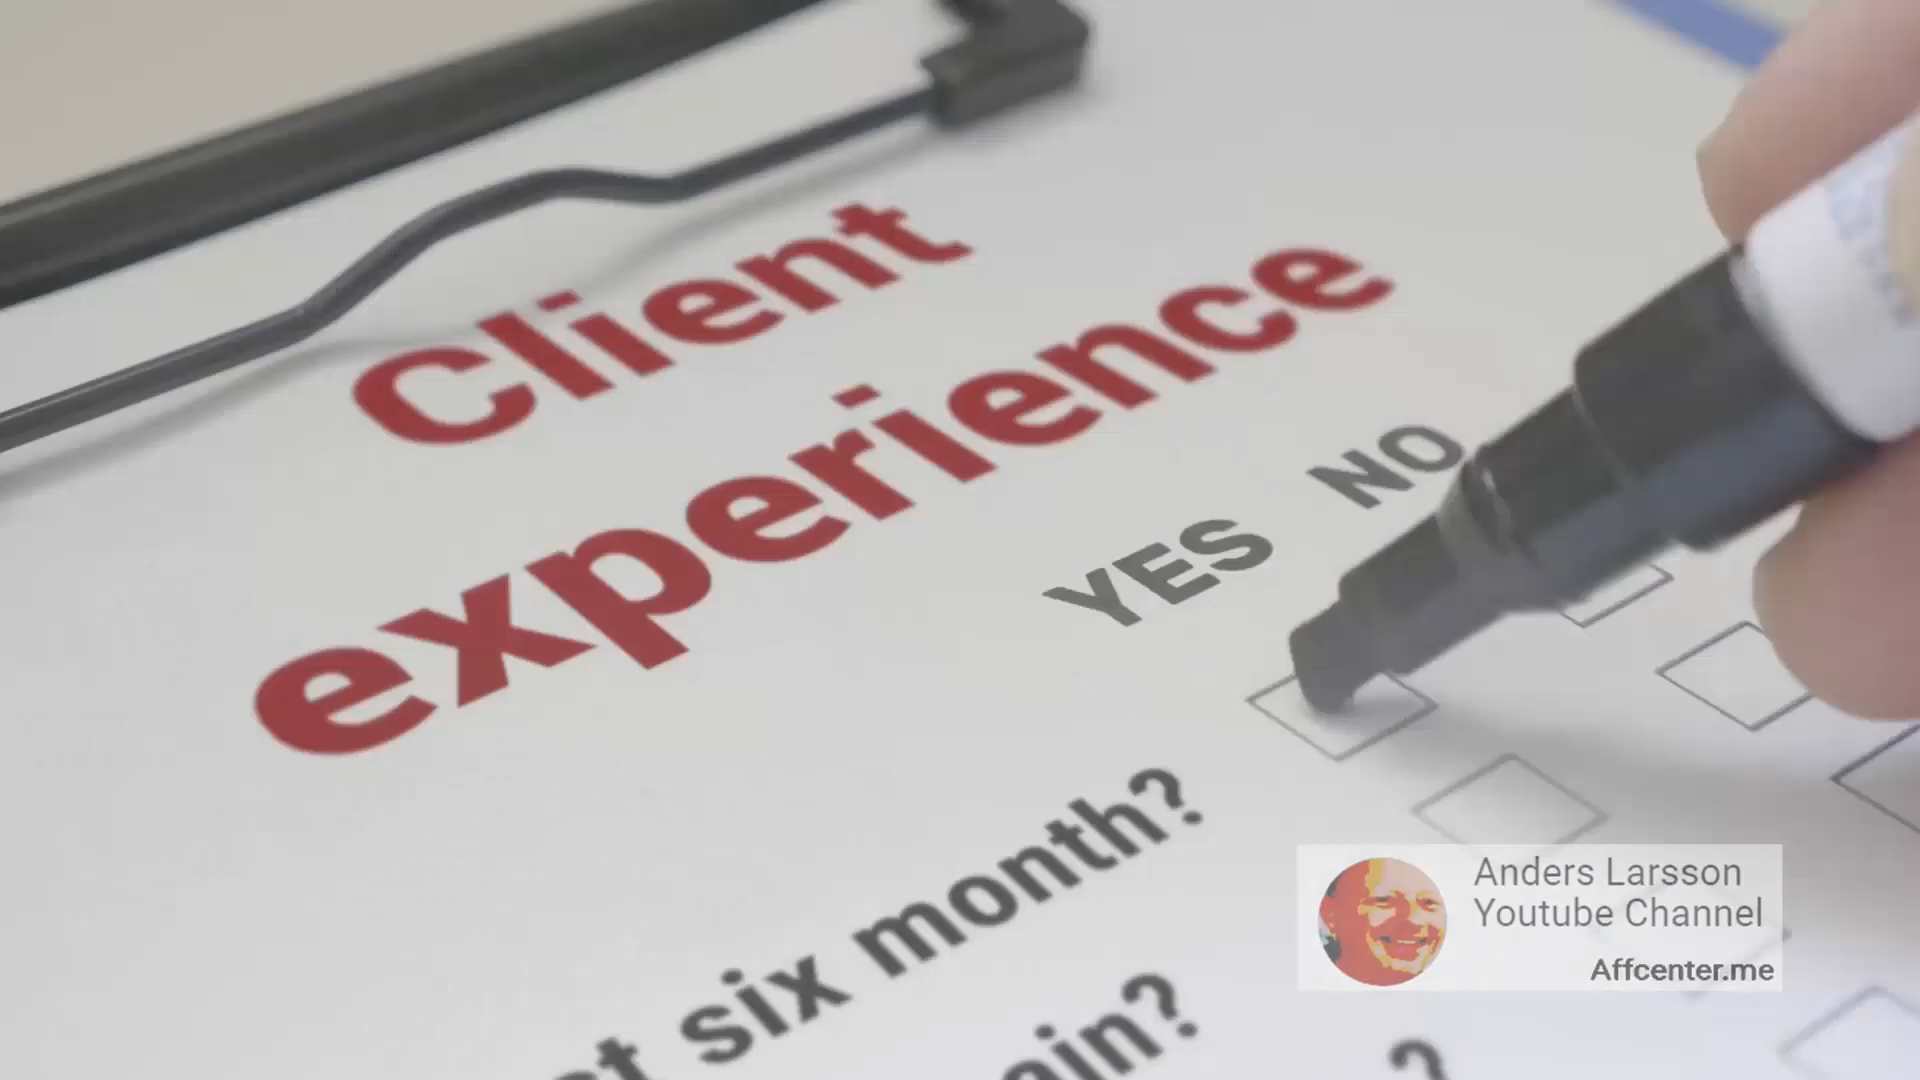 Client
experience
YES NO
six month?
?
Anders Larsson
Youtube Channel
Affcenter.me